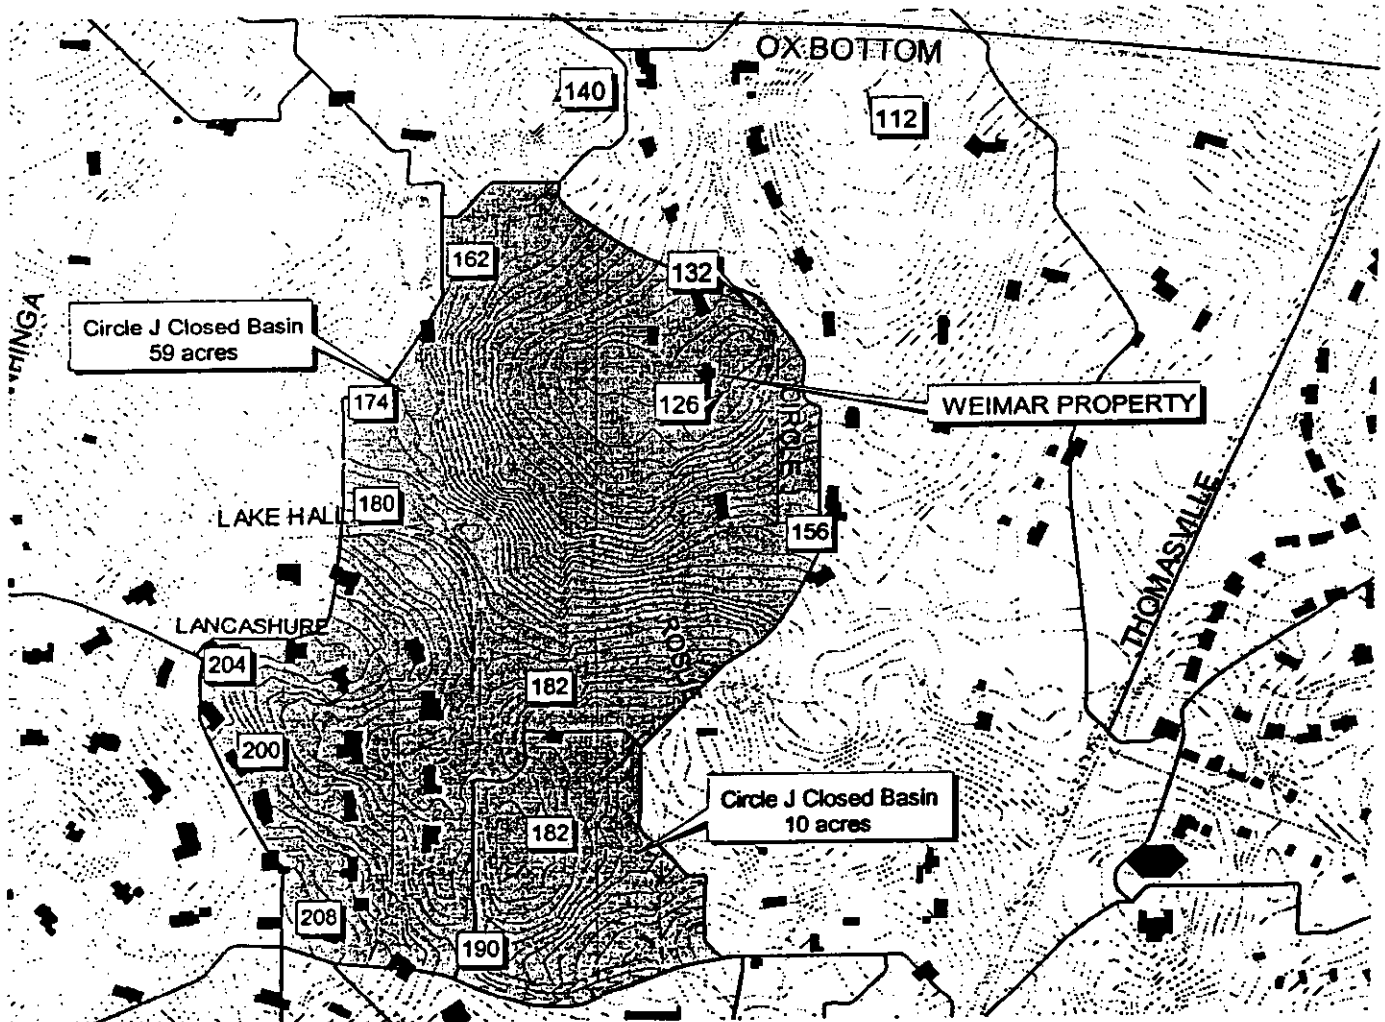 OX BOTTOM
140
112
162
132
Circle J Closed Basin
59 acres
174
126
WEIMAR PROPERTY
180
LAKE HALL
156
THOMASVILLE
LANCASHURE
204
182
200
Circle J Closed Basin
10 acres
182
208
190